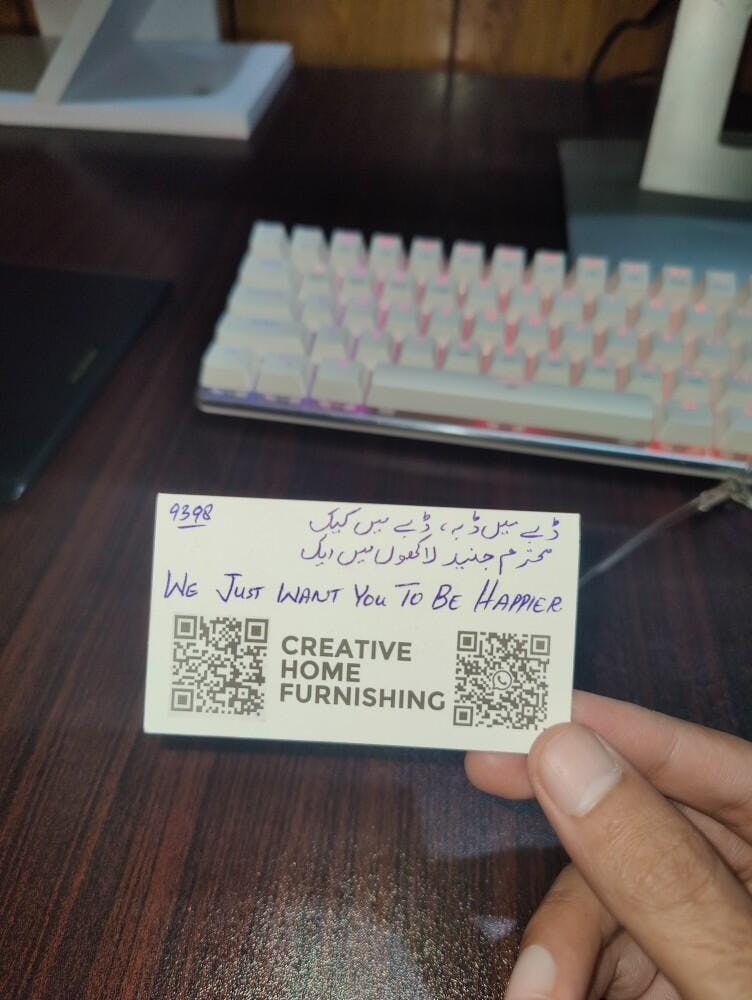 9398
ڈبے میں ڈبہ، ڈبے میں کیک
محترم جنید لاکھوں میں ایک
WE JUST WANT YOU TO BE HAPPIER
CREATIVE
HOME
FURNISHING